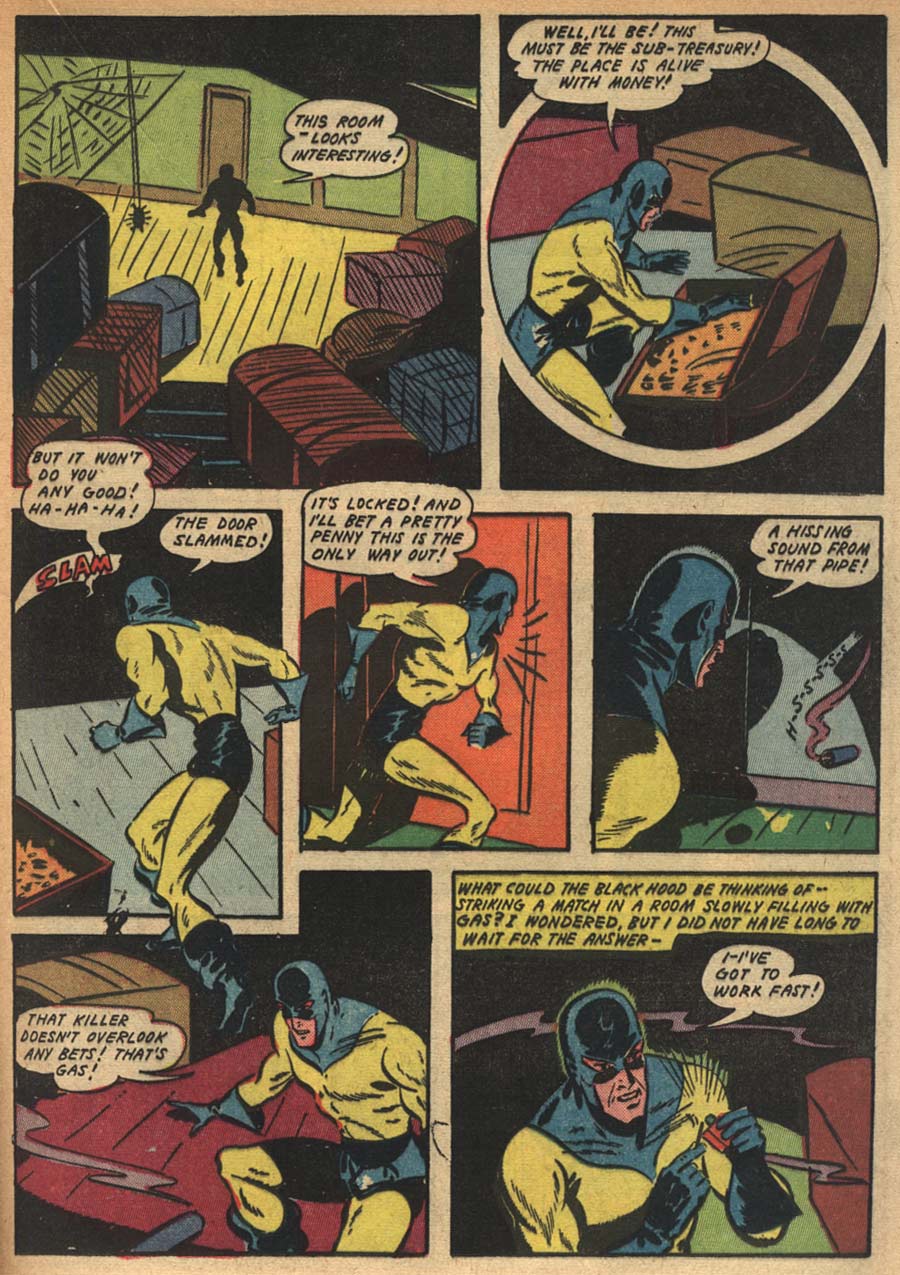 THIS ROOM
-LOOKS
INTERESTING!
WELL, I'LL BE! THIS
MUST BE THE SUB-TREASURY!
THE PLACE IS ALIVE
WITH MONEY!
BUT IT WON'T
DO YOU
ANY GOOD!
HA-HA-HA!
SLAM
THE DOOR
SLAMMED!
IT'S LOCKED! AND
I'LL BET A PRETTY
PENNY THIS IS THE
ONLY WAY OUT!
A HISSING
SOUND FROM
THAT PIPE!
H-S-S-S-S-S
THAT KILLER
DOESN'T OVERLOOK
ANY BETS! THAT'S
GAS!
WHAT COULD THE BLACK HOOD BE THINKING OF--
STRIKING A MATCH IN A ROOM SLOWLY FILLING WITH
GAS? I WONDERED, BUT I DID NOT HAVE LONG TO
WAIT FOR THE ANSWER-
I-I'VE
GOT TO
WORK FAST!